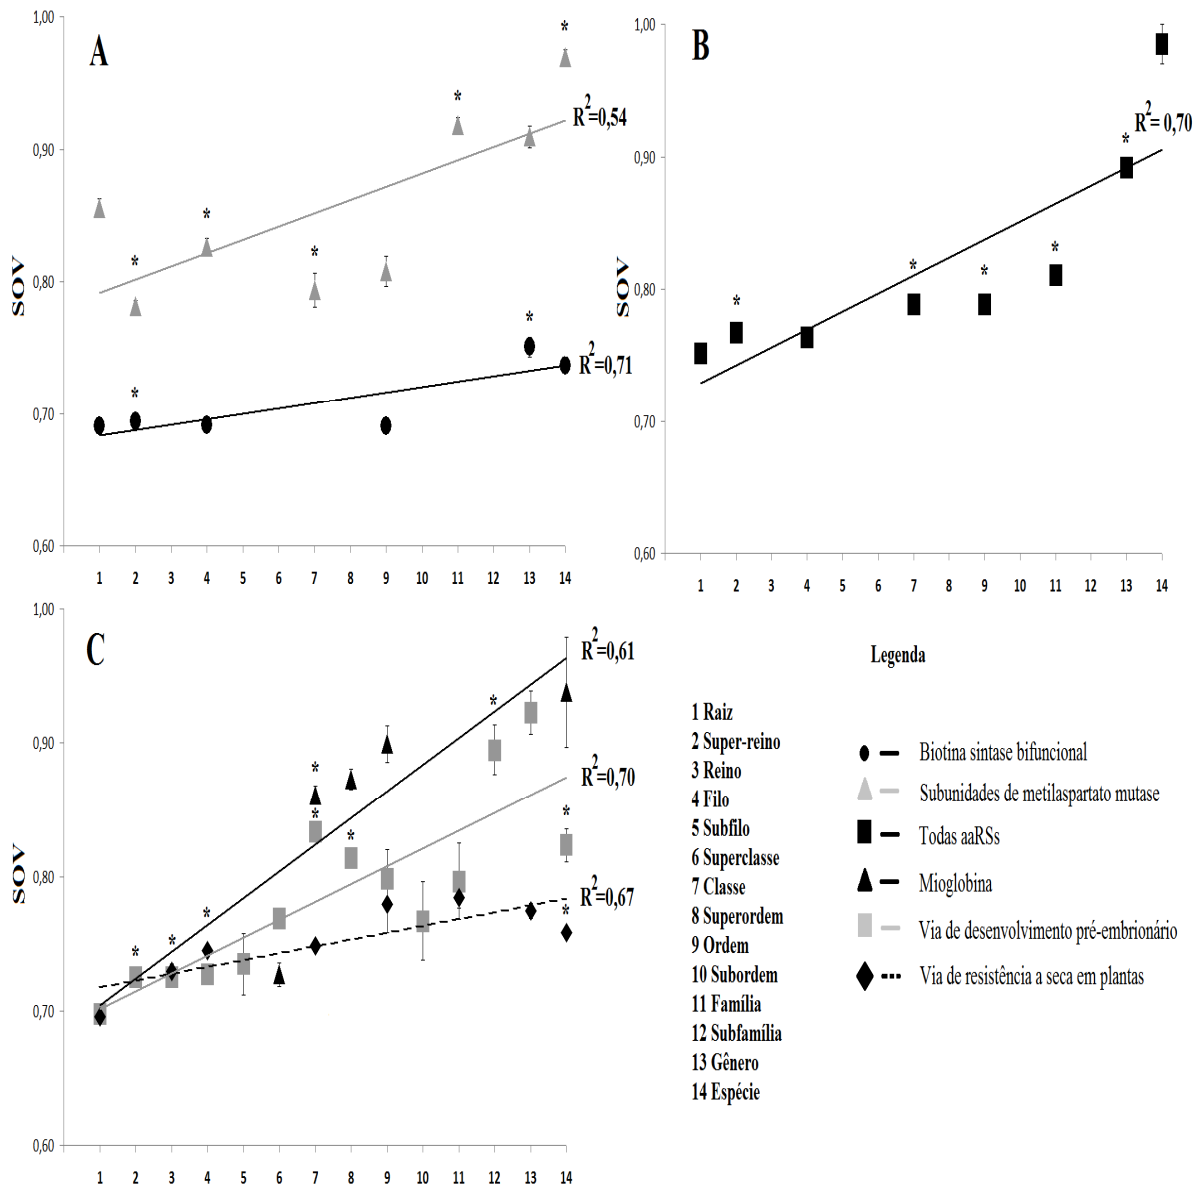 A
1,00
0,90
0,80
0,70
0,60
SOV
*
*
*
*
*
*
*
*
R²=0,54
R²=0,71
1 2 3 4 5 6 7 8 9 10 11 12 13 14
B
1,00
0,90
0,80
0,70
0,60
SOV
*
*
*
*
*
R²= 0,70
1 2 3 4 5 6 7 8 9 10 11 12 13 14
C
1,00
0,90
0,80
0,70
0,60
SOV
*
*
*
*
*
*
*
*
*
R²=0,61
R²=0,70
R²=0,67
1 2 3 4 5 6 7 8 9 10 11 12 13 14
Legenda
1 Raiz
2 Super-reino
3 Reino
4 Filo
5 Subfilo
6 Superclasse
7 Classe
8 Superordem
9 Ordem
10 Subordem
11 Família
12 Subfamília
13 Gênero
14 Espécie
Biotina sintase bifuncional
Subunidades de metilaspartato mutase
Todas aaRSs
Mioglobina
Via de desenvolvimento pré-embrionário
Via de resistência a seca em plantas